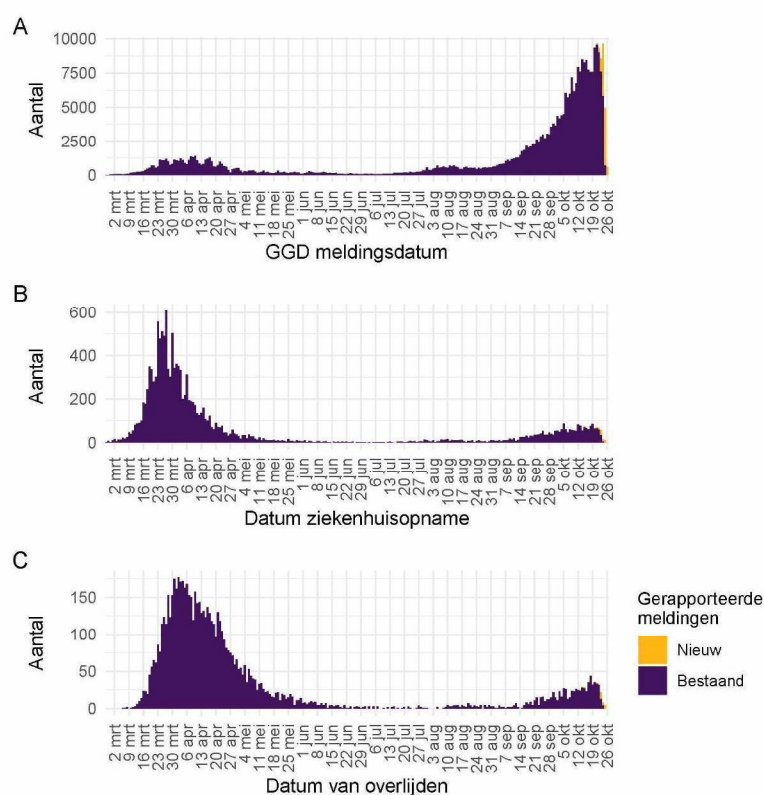 A
Aantal
10000
7500
5000
2500
0
2 mrt
9 mrt
16 mrt
23 mrt
30 mrt
6 apr
13 apr
20 apr
27 apr
4 mei
11 mei
18 mei
25 mei
1 jun
8 jun
15 jun
22 jun
29 jun
6 jul
13 jul
20 jul
27 jul
3 aug
10 aug
17 aug
24 aug
31 aug
7 sep
14 sep
21 sep
28 sep
5 okt
12 okt
19 okt
26 okt
GGD meldingsdatum
B
Aantal
600
400
200
0
2 mrt
9 mrt
16 mrt
23 mrt
30 mrt
6 apr
13 apr
20 apr
27 apr
4 mei
11 mei
18 mei
25 mei
1 jun
8 jun
15 jun
22 jun
29 jun
6 jul
13 jul
20 jul
27 jul
3 aug
10 aug
17 aug
24 aug
31 aug
7 sep
14 sep
21 sep
28 sep
5 okt
12 okt
19 okt
26 okt
Datum ziekenhuisopname
C
Aantal
150
100
50
0
2 mrt
9 mrt
16 mrt
23 mrt
30 mrt
6 apr
13 apr
20 apr
27 apr
4 mei
11 mei
18 mei
25 mei
1 jun
8 jun
15 jun
22 jun
29 jun
6 jul
13 jul
20 jul
27 jul
3 aug
10 aug
17 aug
24 aug
31 aug
7 sep
14 sep
21 sep
28 sep
5 okt
12 okt
19 okt
26 okt
Datum van overlijden
Gerapporteerde
meldingen
Nieuw
Bestaand